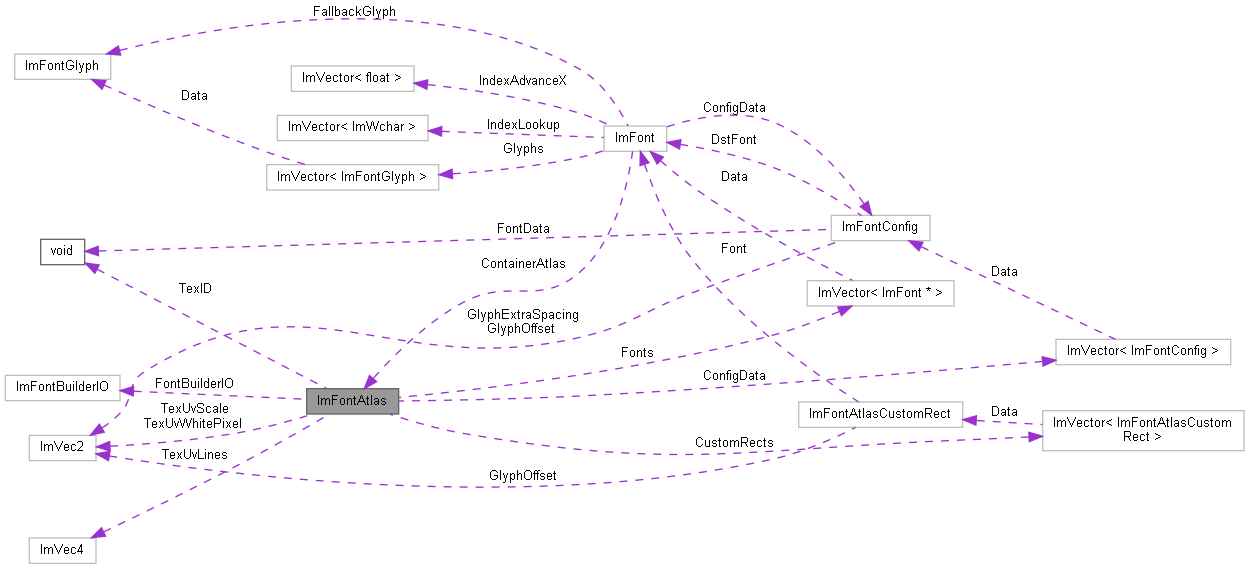 FallbackGlyph
ImFontGlyph
ImVector< float >
IndexAdvanceX
Data
ConfigData
ImVector< ImWchar >
IndexLookup
ImFont
DstFont
Glyphs
ImVector< ImFontGlyph >
Data
ImFontConfig
FontData
void
Font
ContainerAtlas
Data
TexID
ImVector< ImFont * >
GlyphExtraSpacing
GlyphOffset
Fonts
ImVector< ImFontConfig >
ConfigData
ImFontBuilderIO
FontBuilderIO
ImFontAtlas
TexUvScale
TexUvWhitePixel
ImFontAtlasCustomRect
Data
ImVector< ImFontAtlasCustom
Rect >
ImVec2
CustomRects
TexUvLines
GlyphOffset
ImVec4